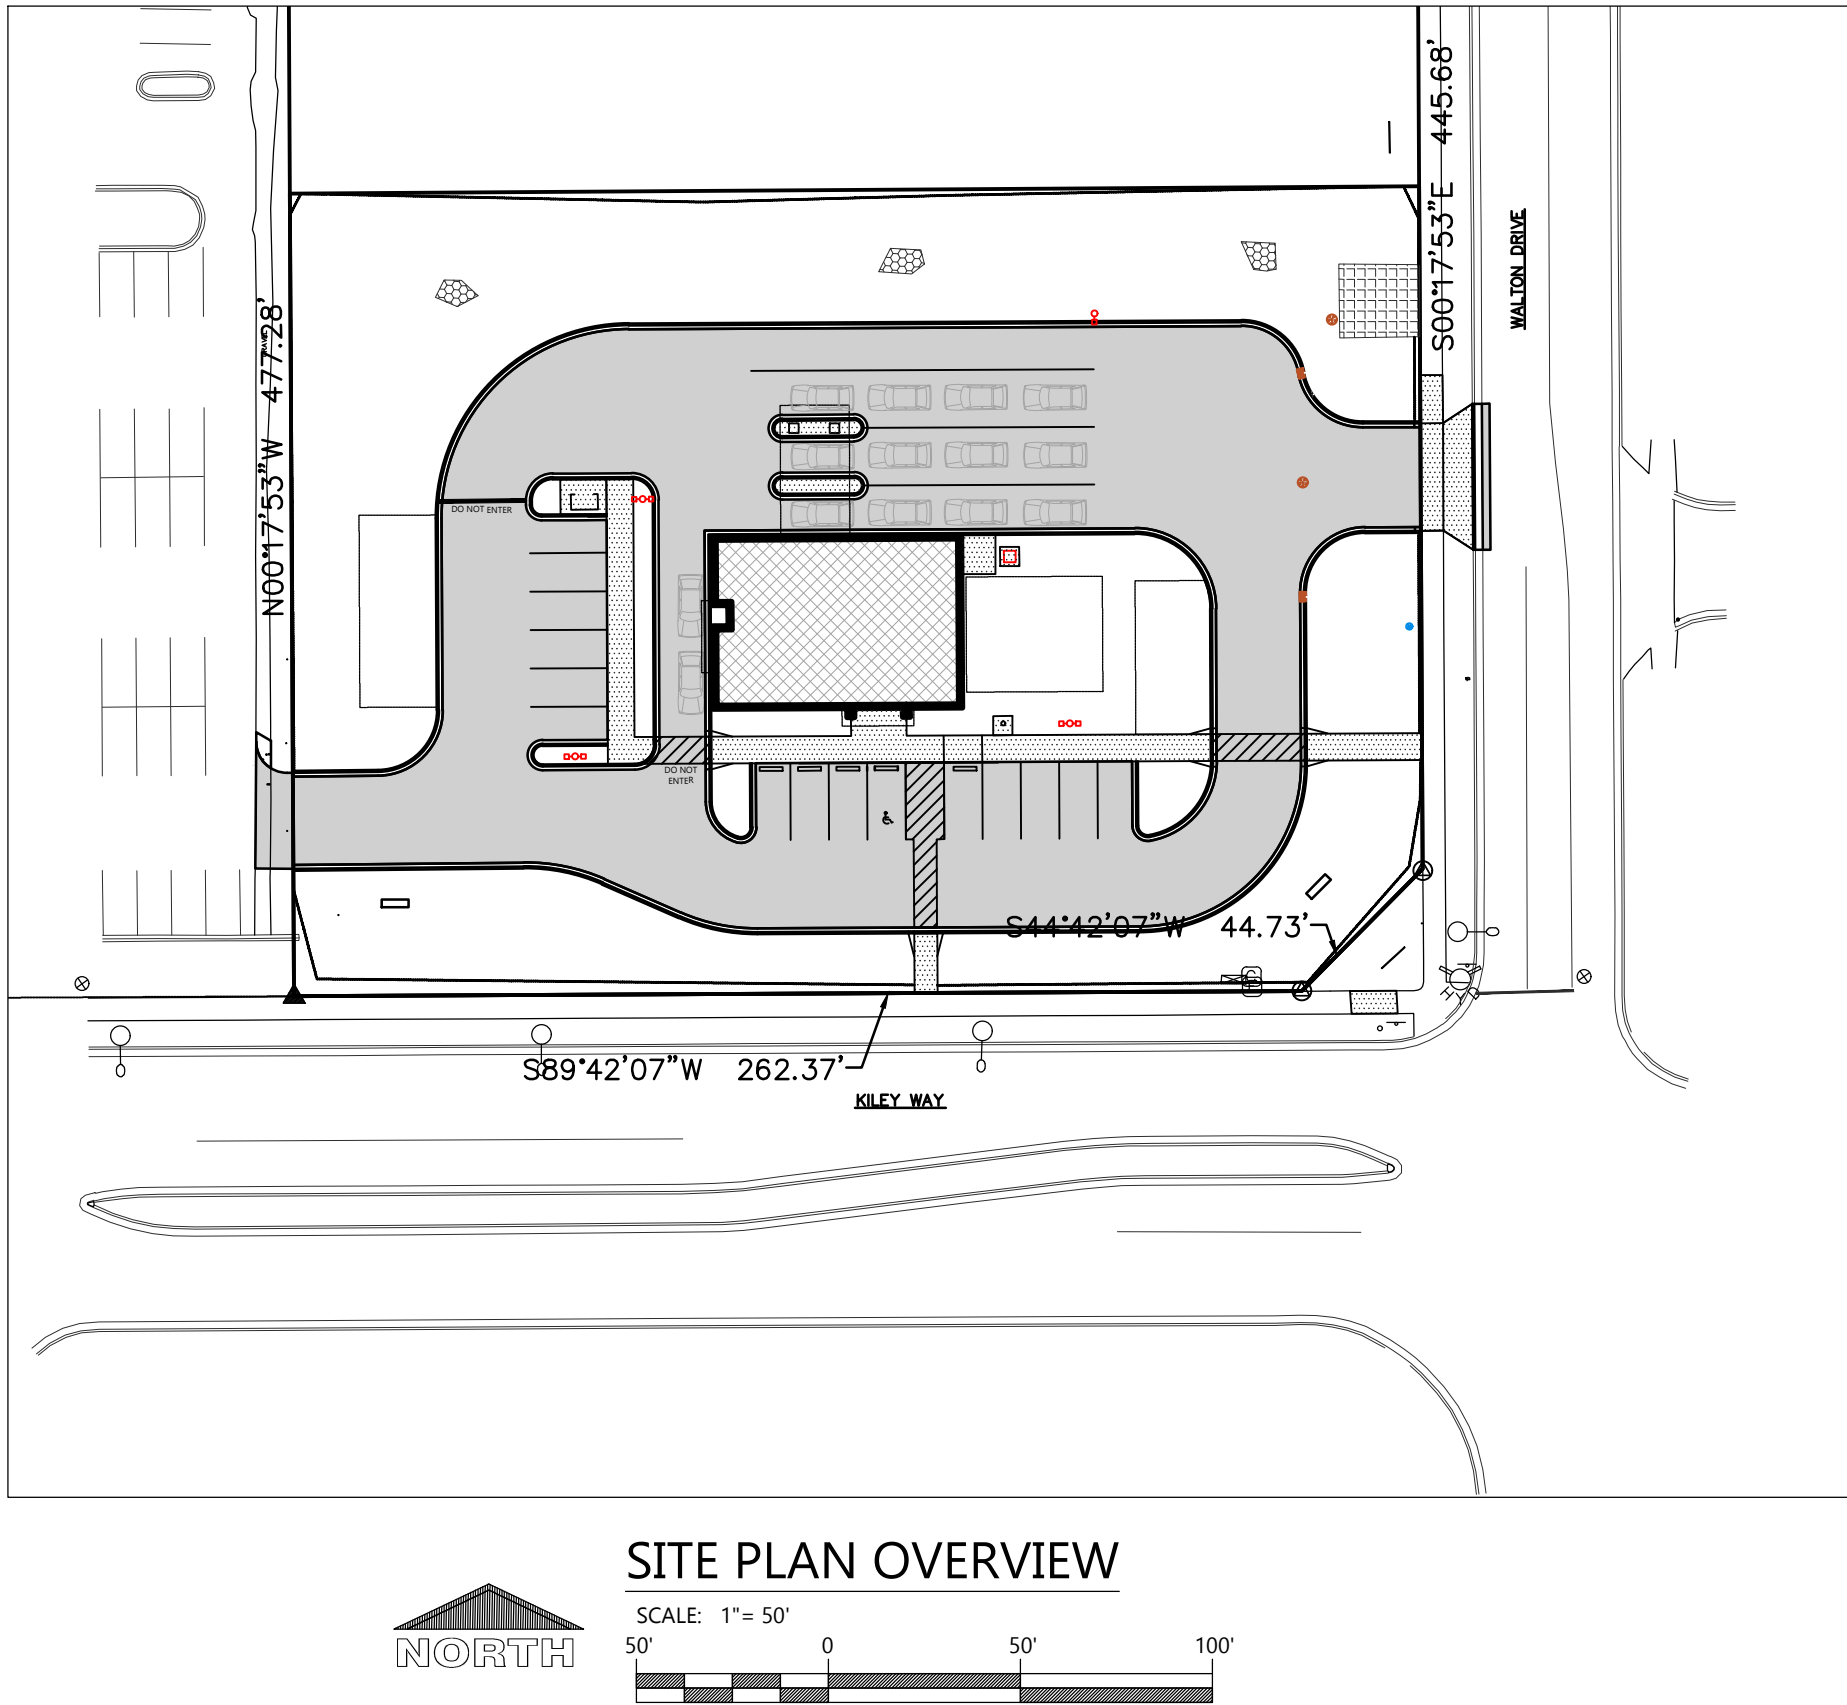 S00°17'53"E 445.68'
WALTON DRIVE
N00°17'53"W 477.28'
DO NOT ENTER
DO NOT
ENTER
S44°42'07"W 44.73'
HYD
S89°42'07"W 262.37'
KILEY WAY
SITE PLAN OVERVIEW
SCALE: 1"= 50'
NORTH
50' 0 50' 100'